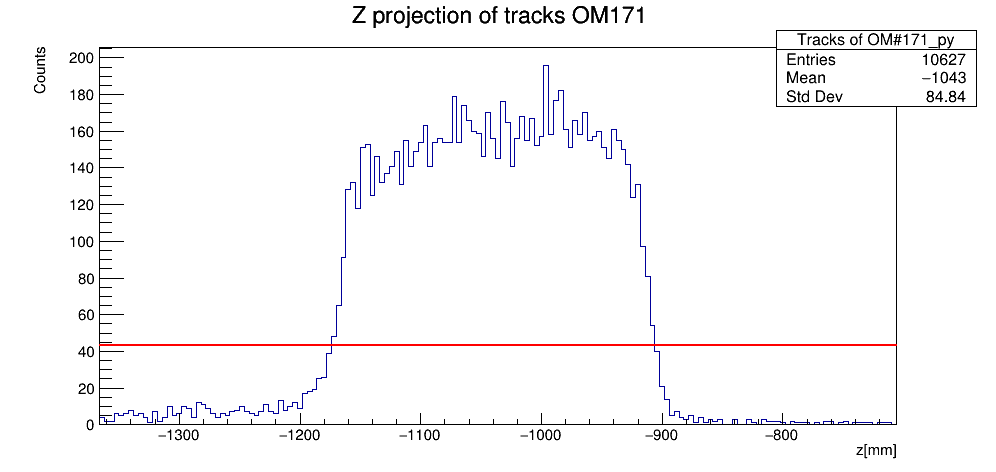 Z projection of tracks OM171
Counts
Tracks of OM#171_py
Entries 10627
Mean −1043
Std Dev 84.84
200
180
160
140
120
100
80
60
40
20
0
−1300 −1200 −1100 −1000 −900 −800
z[mm]